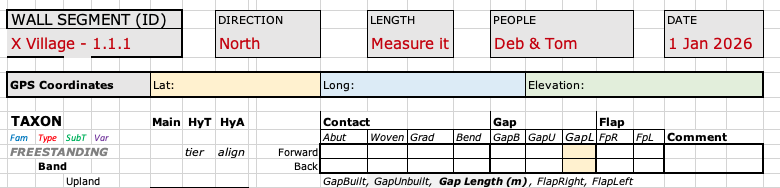 WALL SEGMENT (ID) DIRECTION LENGTH PEOPLE DATE
X Village - 1.1.1 North Measure it Deb & Tom 1 Jan 2026
GPS Coordinates Lat: Long: Elevation:
TAXON Main HyT HyA Contact Gap Flap
Fam Type SubT Var Abut Woven Grad Bend GapB GapU GapL FpR FpL Comment
FREESTANDING tier align Forward
Band Back
Upland GapBuilt, GapUnbuilt, Gap Length (m), FlapRight, FlapLeft